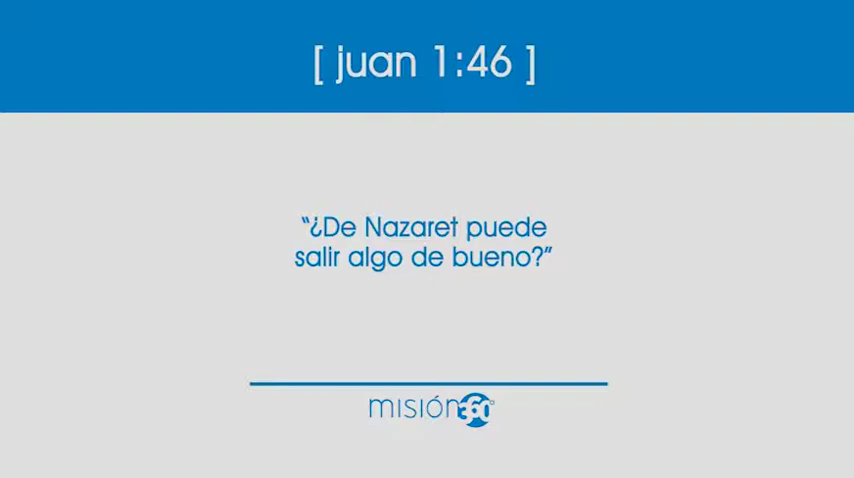 [ juan 1:46 ]
“¿De Nazaret puede
salir algo de bueno?”
misión360°